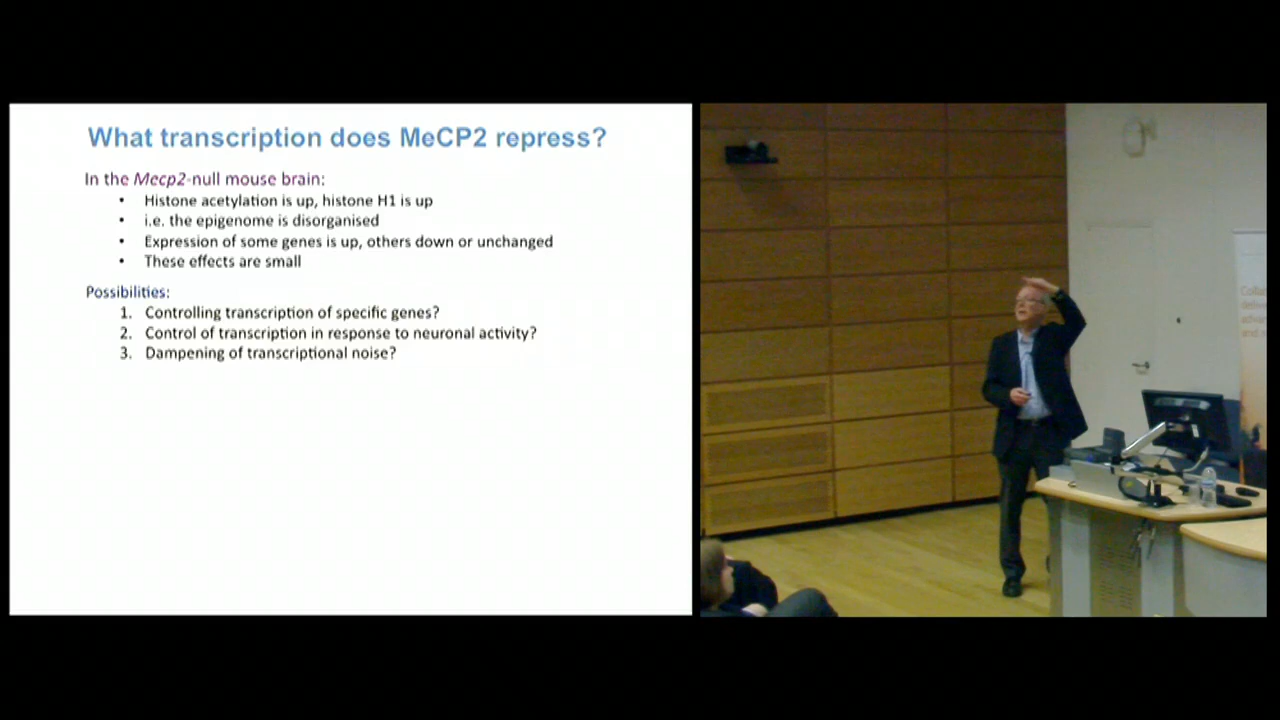 What transcription does MeCP2 repress?
In the Mecp2-null mouse brain:
• Histone acetylation is up, histone H1 is up
• i.e. the epigenome is disorganised
• Expression of some genes is up, others down or unchanged
• These effects are small
Possibilities:
1. Controlling transcription of specific genes?
2. Control of transcription in response to neuronal activity?
3. Dampening of transcriptional noise?